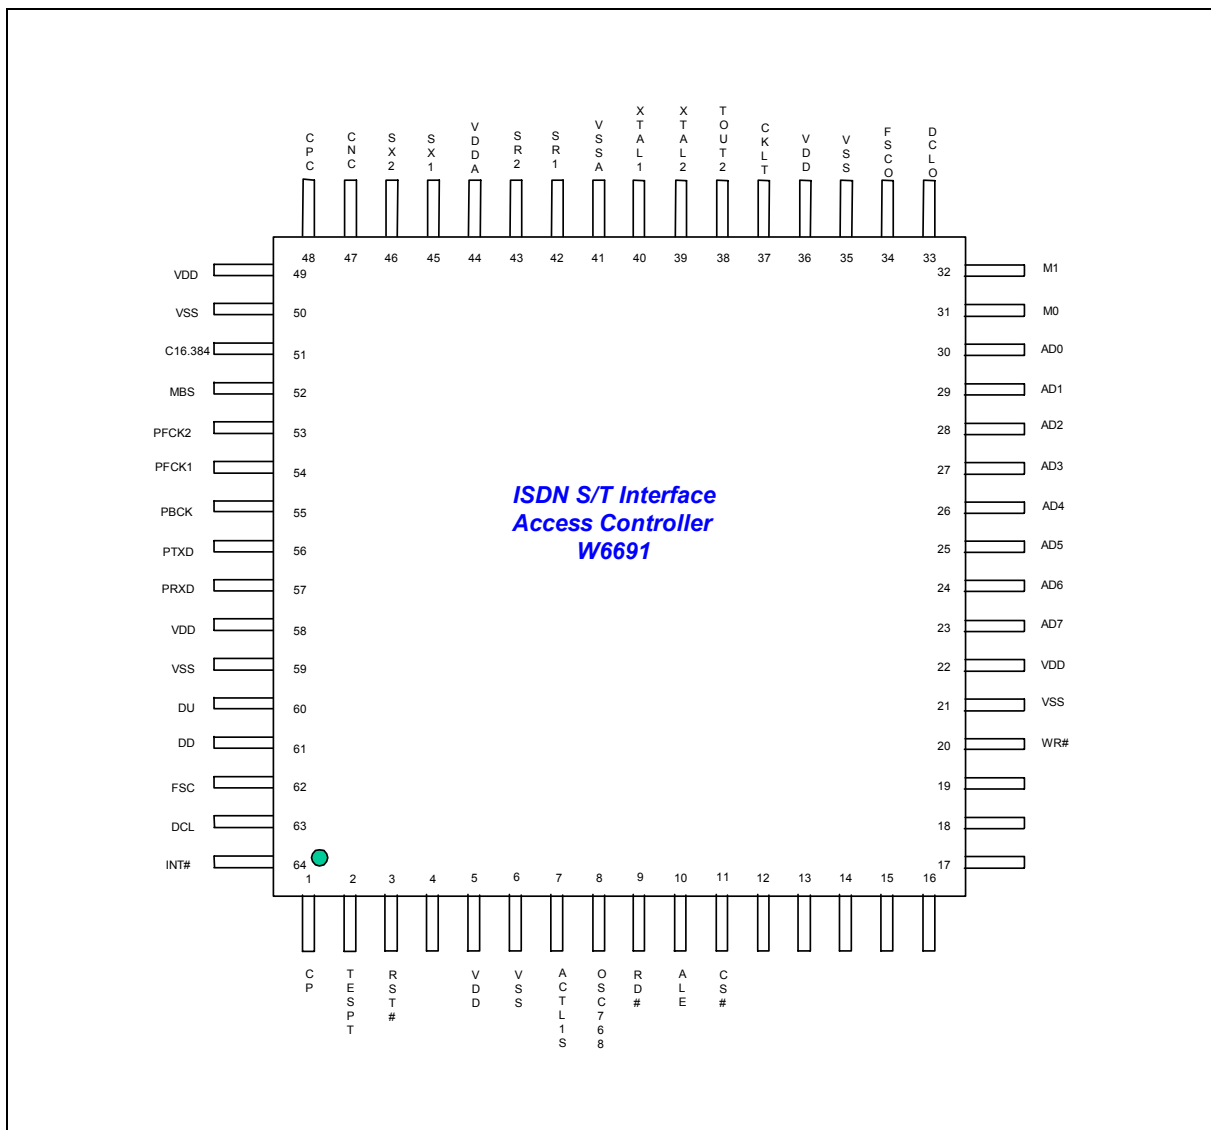 CPC
CNC
SX2
SX1
VDDA
SR2
SR1
VSSA
XTAL1
XTAL2
TOUT2
CKLT
VDD
VSS
FSCO
DCLO
48 47 46 45 44 43 42 41 40 39 38 37 36 35 34 33
VDD 49
VSS 50
C16.384 51
MBS 52
PFCK2 53
PFCK1 54
PBCK 55
PTXD 56
PRXD 57
VDD 58
VSS 59
DU 60
DD 61
FSC 62
DCL 63
INT# 64
ISDN S/T Interface
Access Controller
W6691
32 M1
31 M0
30 AD0
29 AD1
28 AD2
27 AD3
26 AD4
25 AD5
24 AD6
23 AD7
22 VDD
21 VSS
20 WR#
19
18
17
1 2 3 4 5 6 7 8 9 10 11 12 13 14 15 16
CP
TESPT
RST#
VDD
VSS
ACTL1S
OSC768
RD#
ALE
CS#